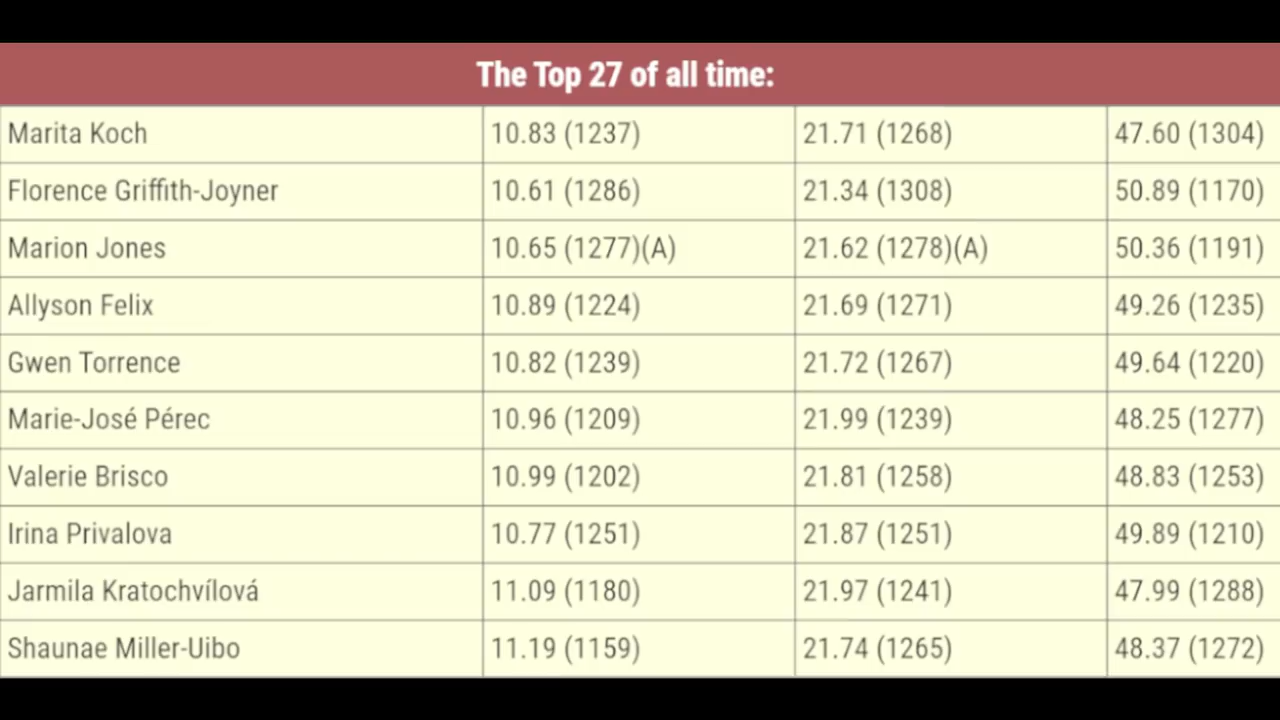 The Top 27 of all time:
Marita Koch 10.83 (1237) 21.71 (1268) 47.60 (1304)
Florence Griffith-Joyner 10.61 (1286) 21.34 (1308) 50.89 (1170)
Marion Jones 10.65 (1277)(A) 21.62 (1278)(A) 50.36 (1191)
Allyson Felix 10.89 (1224) 21.69 (1271) 49.26 (1235)
Gwen Torrence 10.82 (1239) 21.72 (1267) 49.64 (1220)
Marie-José Pérec 10.96 (1209) 21.99 (1239) 48.25 (1277)
Valerie Brisco 10.99 (1202) 21.81 (1258) 48.83 (1253)
Irina Privalova 10.77 (1251) 21.87 (1251) 49.89 (1210)
Jarmila Kratochvílová 11.09 (1180) 21.97 (1241) 47.99 (1288)
Shaunae Miller-Uibo 11.19 (1159) 21.74 (1265) 48.37 (1272)